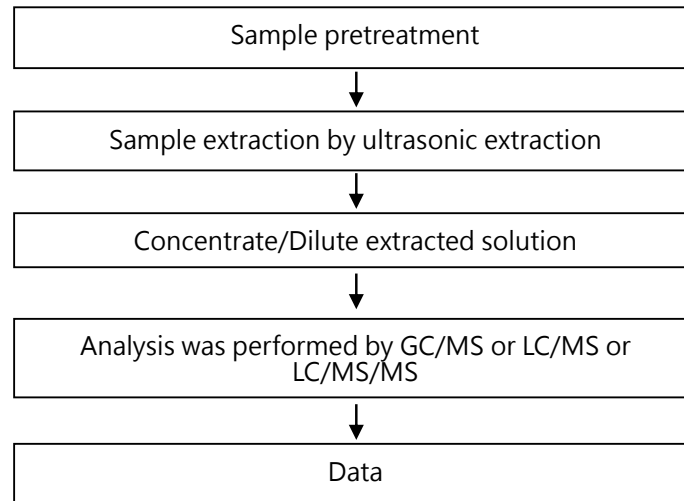 Sample pretreatment
Sample extraction by ultrasonic extraction
Concentrate/Dilute extracted solution
Analysis was performed by GC/MS or LC/MS or
LC/MS/MS
Data